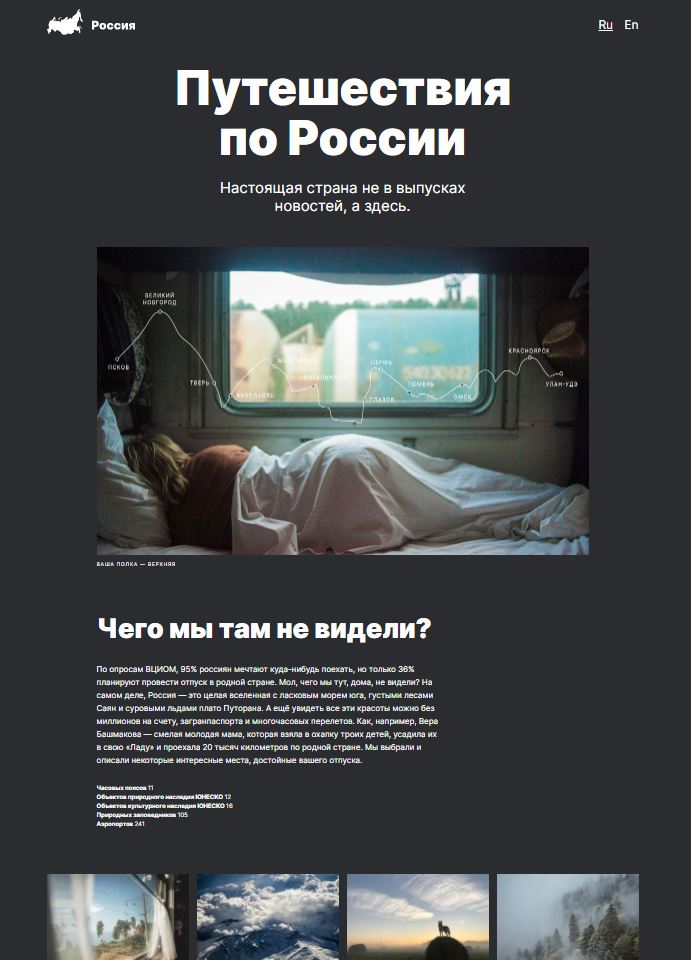 Россия
Ru En
Путешествия
по России
Настоящая страна не в выпусках
новостей, а здесь.
ВЕЛИКИЙ
НОВГОРОД
ПСКОВ
ТВЕРЬ
ЯРОСЛАВЛЬ
ПЕРМЬ
ГЛАЗОВ
ТЮМЕНЬ
ОМСК
КРАСНОЯРСК
УЛАН-УДЭ
ВАША ПОЛКА — ВЕРХНЯЯ
Чего мы там не видели?
По опросам ВЦИОМ, 95% россиян мечтают куда-нибудь поехать, но только 36%
планируют провести отпуск в родной стране. Мол, чего мы тут, дома, не видели? На
самом деле, Россия — это целая вселенная с ласковым морем юга, густыми лесами
Саян и суровыми льдами плато Путорана. А ещё увидеть все эти красоты можно без
миллионов на счету, загранпаспорта и многочасовых перелетов. Как, например, Вера
Башмакова — смелая молодая мама, которая взяла в охапку троих детей, усадила их
в свою «Ладу» и проехала 20 тысяч километров по родной стране. Мы выбрали и
описали некоторые интересные места, достойные вашего отпуска.
Часовых поясов 11
Объектов природного наследия ЮНЕСКО 12
Объектов культурного наследия ЮНЕСКО 16
Природных заповедников 105
Аэропортов 241